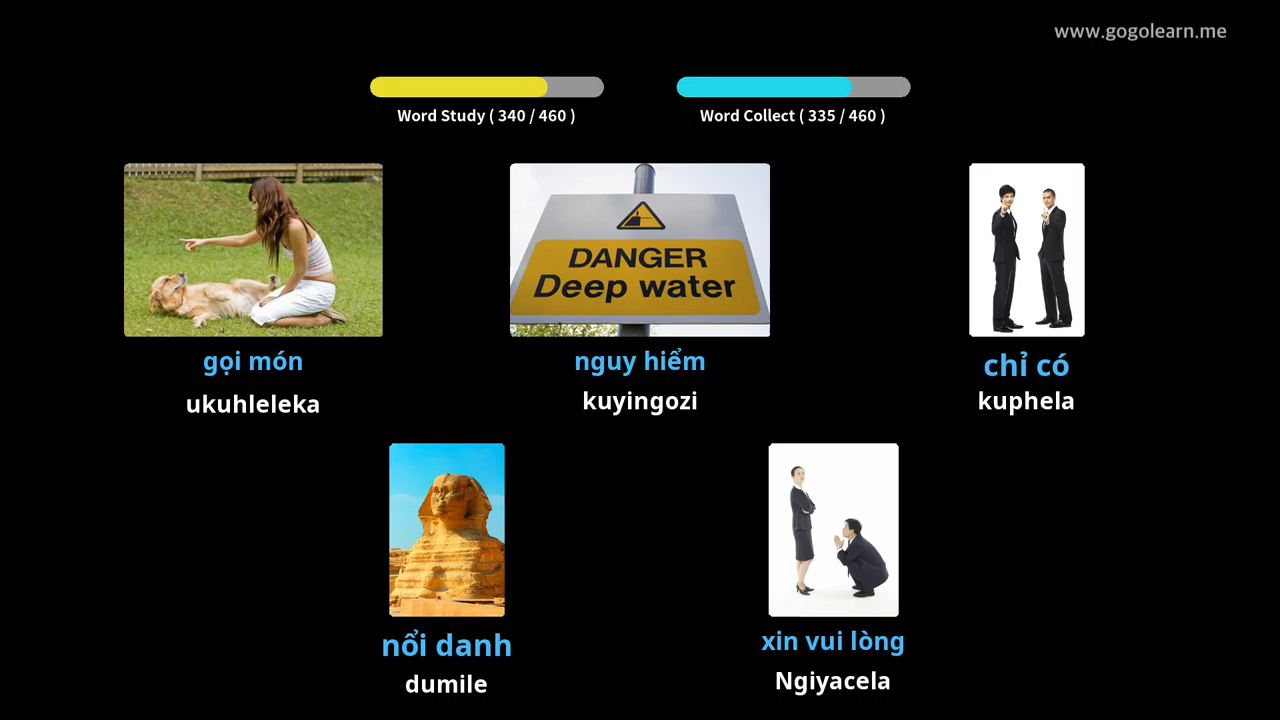 www.gogolearn.me
Word Study ( 340 / 460 )
Word Collect ( 335 / 460 )
DANGER
Deep water
gọi món
nguy hiểm
chỉ có
ukuhleleka
kuyingozi
kuphela
nổi danh
xin vui lòng
dumile
Ngiyacela